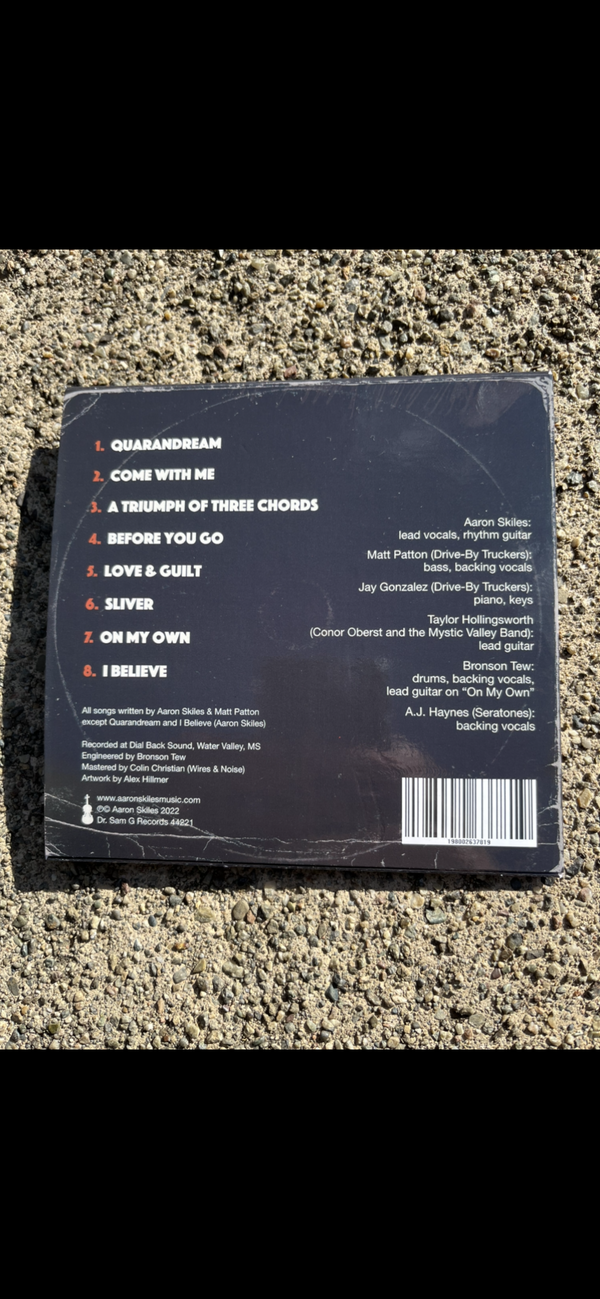 1. QUARANDREAM
2. COME WITH ME
3. A TRIUMPH OF THREE CHORDS
4. BEFORE YOU GO
5. LOVE & GUILT
6. SLIVER
7. ON MY OWN
8. I BELIEVE
Aaron Skiles:
lead vocals, rhythm guitar
Matt Patton (Drive-By Truckers):
bass, backing vocals
Jay Gonzalez (Drive-By Truckers):
piano, keys
Taylor Hollingsworth
(Conor Oberst and the Mystic Valley Band):
lead guitar
Bronson Tew:
drums, backing vocals,
lead guitar on “On My Own”
A.J. Haynes (Seratones):
backing vocals
All songs written by Aaron Skiles & Matt Patton
except Quarandream and I Believe (Aaron Skiles)
Recorded at Dial Back Sound, Water Valley, MS
Engineered by Bronson Tew
Mastered by Colin Christian (Wires & Noise)
Artwork by Alex Hillmer
www.aaronskilesmusic.com
℗© Aaron Skiles 2022
Dr. Sam G Records 44921
198002637819